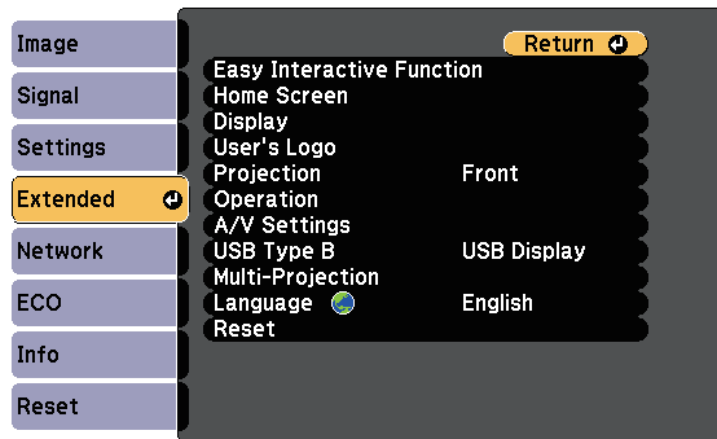 Image
Signal
Settings
Extended
Network
ECO
Info
Reset
Return
Easy Interactive Function
Home Screen
Display
User's Logo
Projection Front
Operation
A/V Settings
USB Type B USB Display
Multi-Projection
Language English
Reset